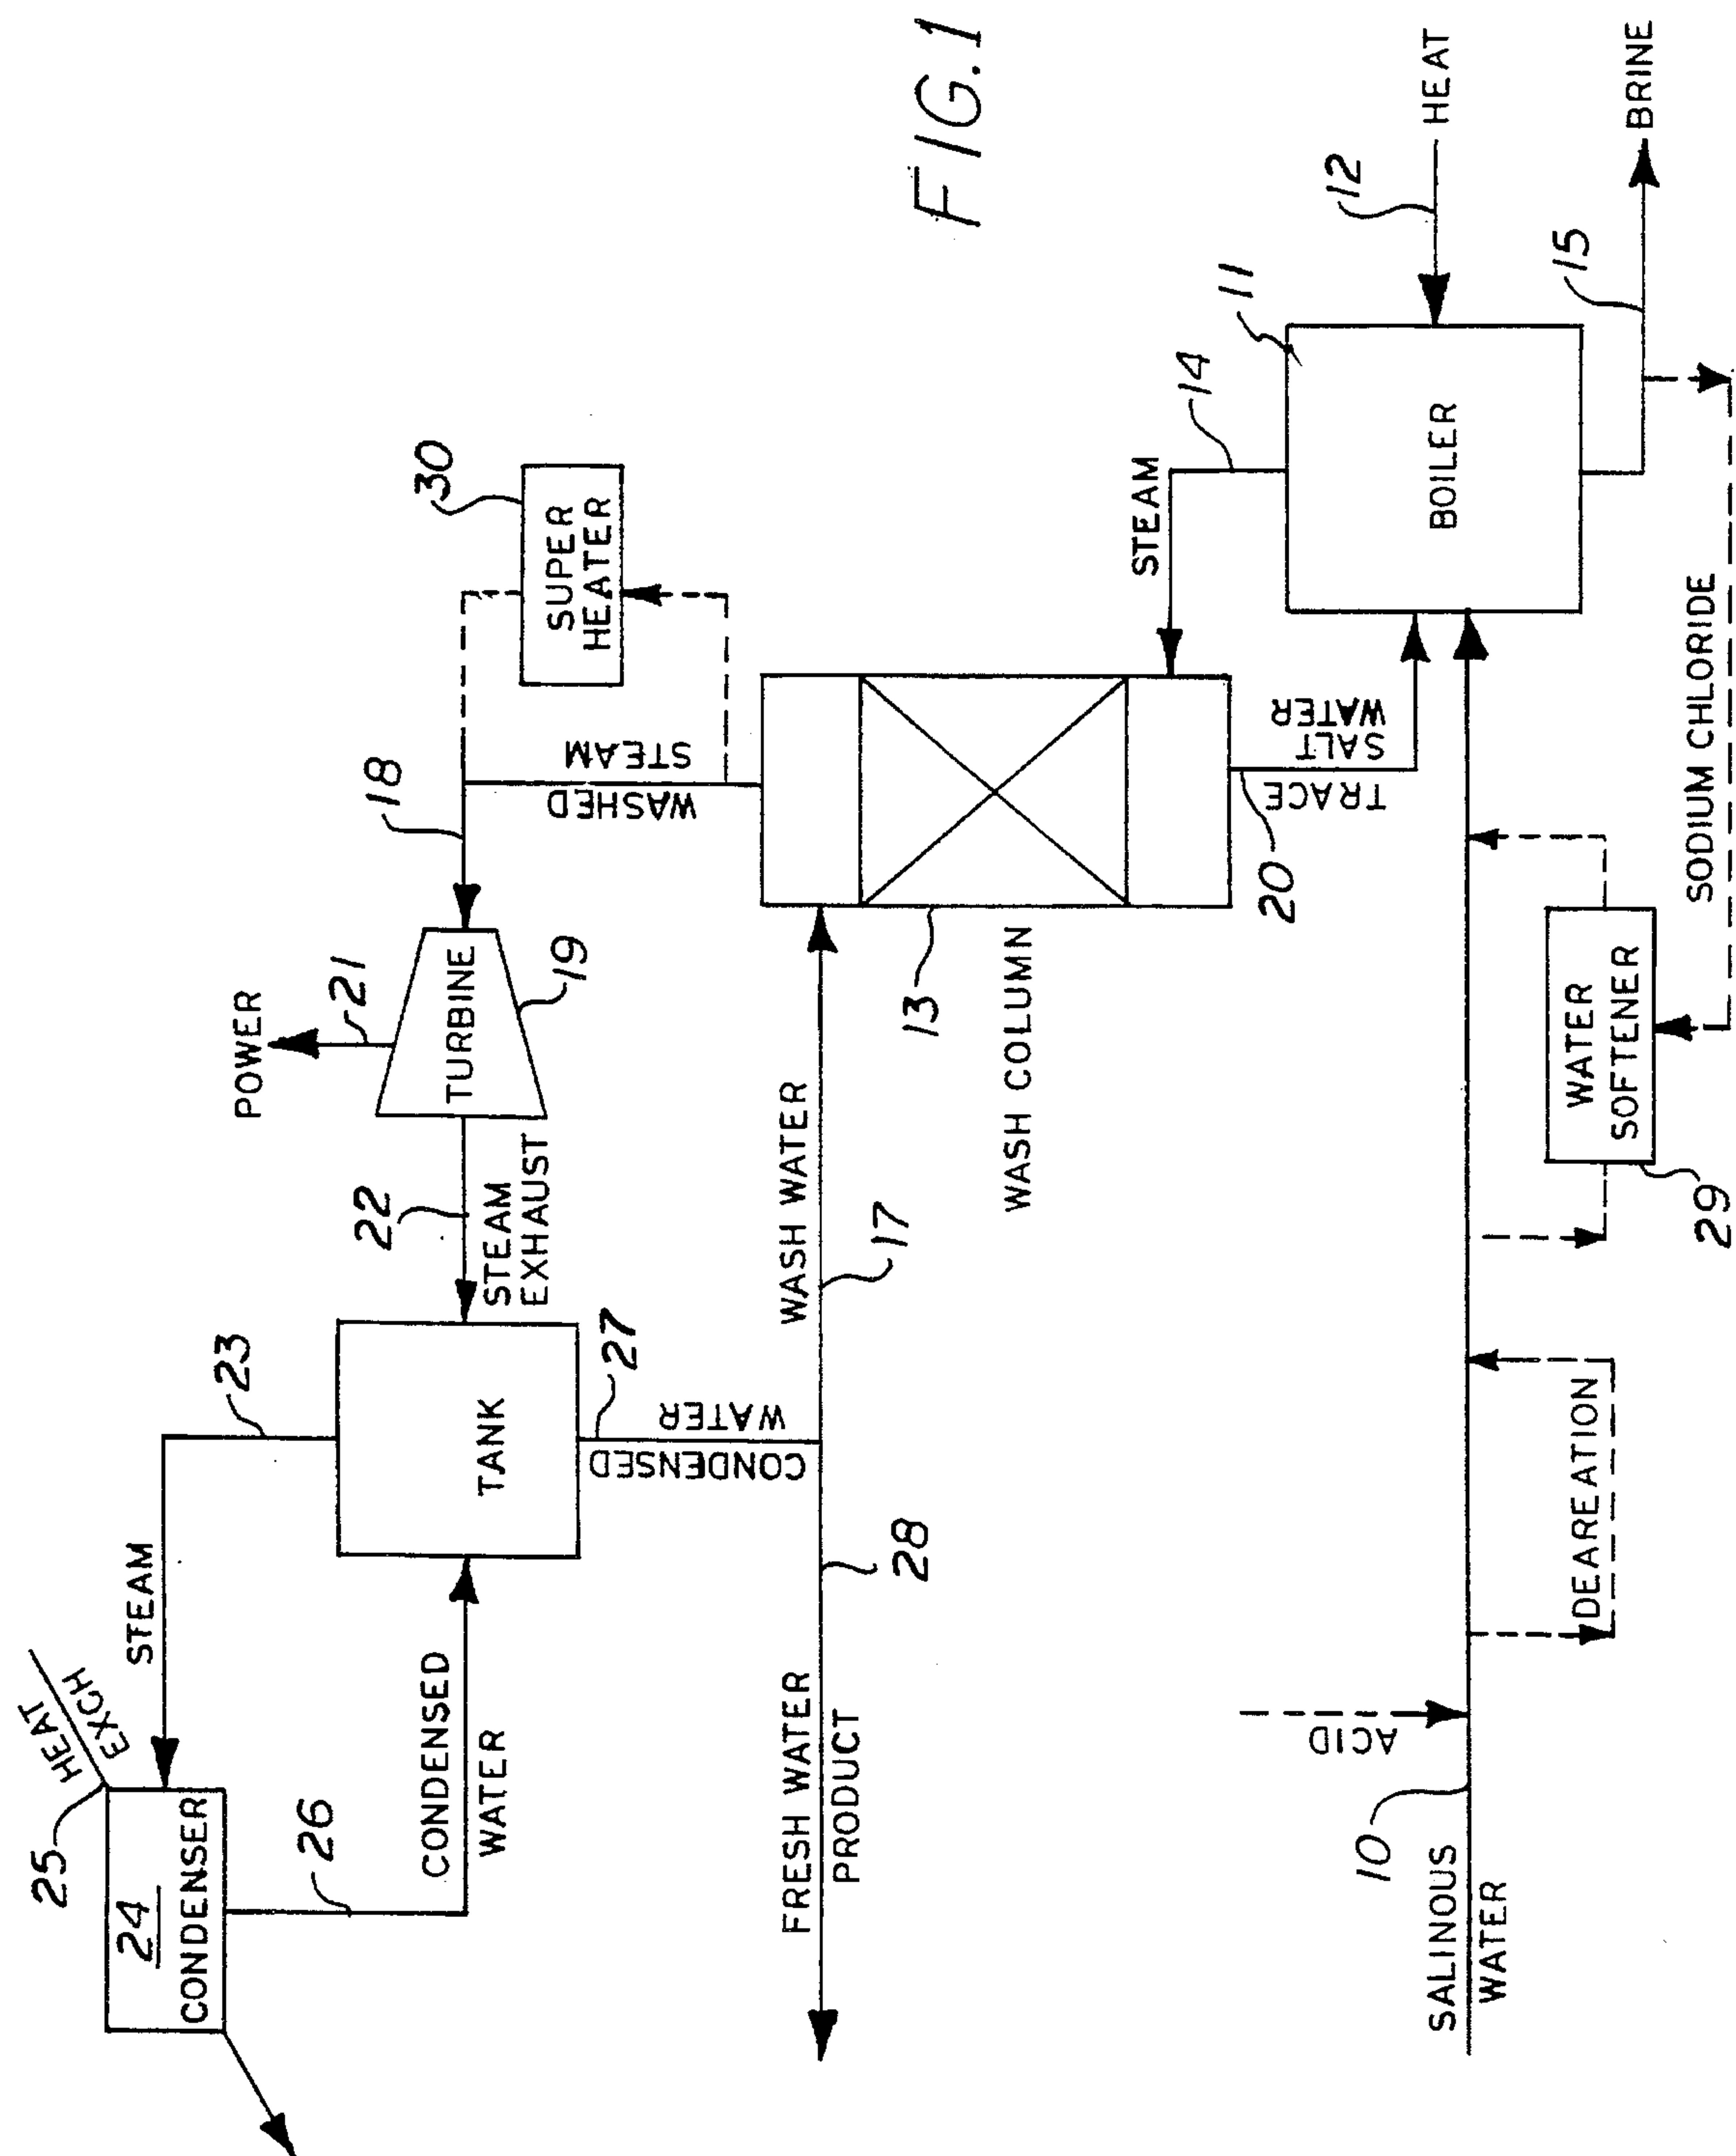 25
HEAT
EXCH
24
CONDENSER
STEAM
23
26
CONDENSED
WATER
TANK
22
STEAM
EXHAUST
POWER
21
TURBINE
19
18
30
SUPER
HEATER
WASHED
STEAM
27
CONDENSED
WATER
FRESH WATER
PRODUCT
28
WASH WATER
17
13
WASH COLUMN
FIG. 1
STEAM
14
11
12
HEAT
20
TRACE
SALT
WATER
BOILER
15
BRINE
SALINOUS
WATER
10
ACID
DEAREATION
WATER
SOFTENER
29
SODIUM CHLORIDE